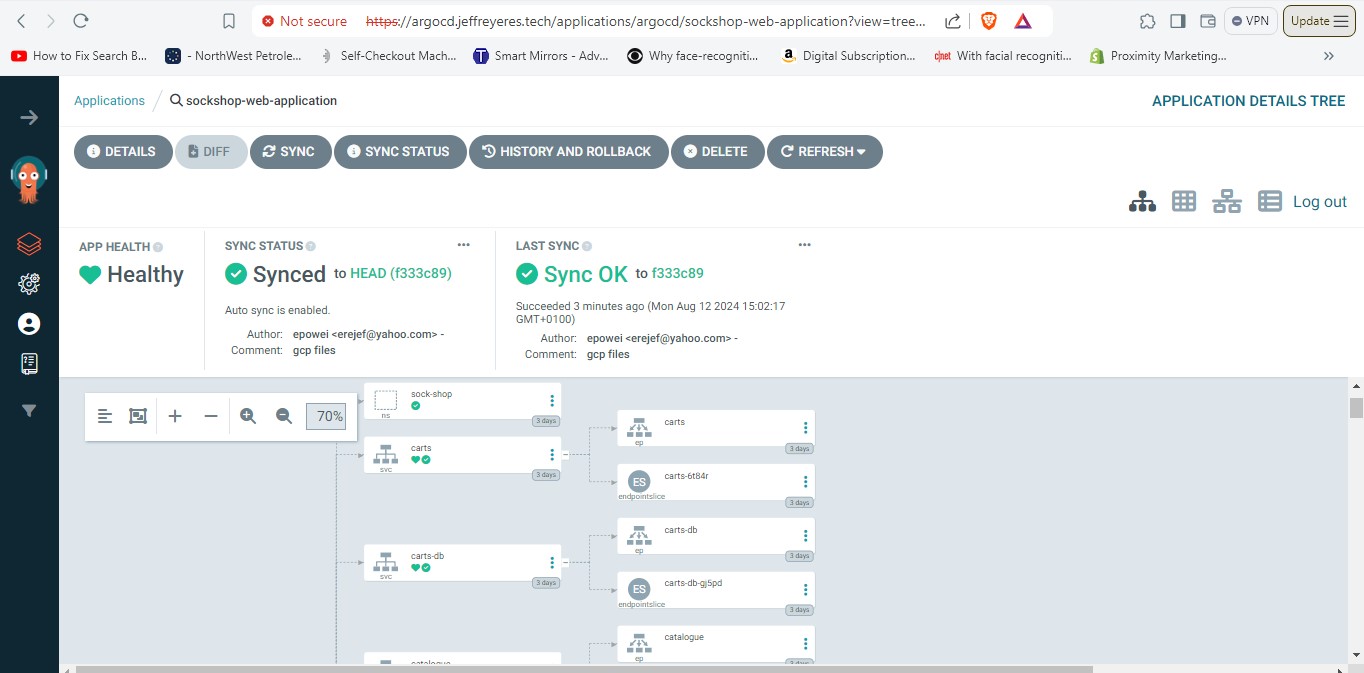 Not secure https://argocd.jeffreyeres.tech/applications/argocd/sockshop-web-application?view=tree... VPN Update
How to Fix Search B... - NorthWest Petrole... Self-Checkout Mach... Smart Mirrors - Adv... Why face-recogniti... Digital Subscription... cjnet With facial recogniti... Proximity Marketing... »
Applications / sockshop-web-application APPLICATION DETAILS TREE
DETAILS DIFF SYNC SYNC STATUS HISTORY AND ROLLBACK DELETE REFRESH
Log out
APP HEALTH
Healthy
SYNC STATUS
Synced to HEAD (f333c89)
Auto sync is enabled.
Author: epowei <erejef@yahoo.com> -
Comment: gcp files
LAST SYNC
Sync OK to f333c89
Succeeded 3 minutes ago (Mon Aug 12 2024 15:02:17
GMT+0100)
Author: epowei <erejef@yahoo.com> -
Comment: gcp files
70%
sock-shop
ns
3 days
carts
svc
3 days
carts
ep
3 days
ES carts-6t84r
endpointslice
3 days
carts-db
svc
3 days
carts-db
ep
3 days
ES carts-db-gj5pd
endpointslice
3 days
catalogue
ep
3 days
catalogue